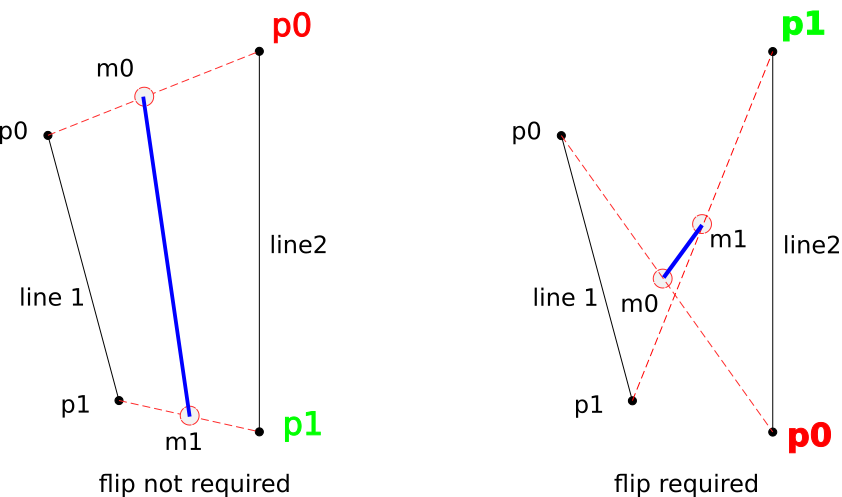 p0
m0
p0
line2
line 1
p1
m1
p1
flip not required
p1
p0
m1
line2
line 1
m0
p1
p0
flip required